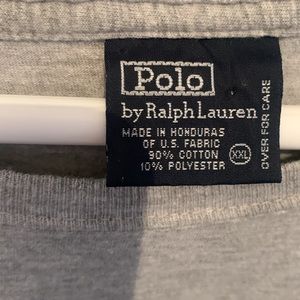 Polo
by Ralph Lauren
MADE IN HONDURAS
OF U.S. FABRIC
90% COTTON
10% POLYESTER
XXL
OVER FOR CARE